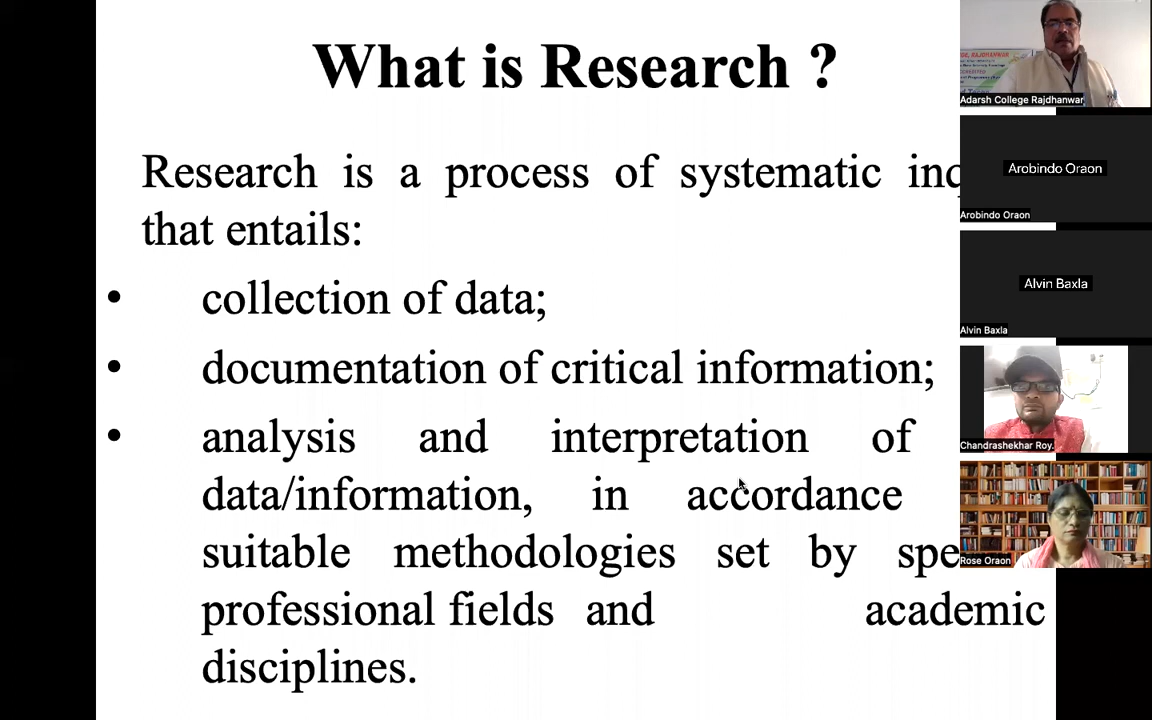 What is Research ?
Research is a process of systematic
that entails:
• collection of data;
• documentation of critical information;
• analysis and interpretation of
data/information, in accordance
suitable methodologies set by
professional fields and academic
disciplines.
Adarsh College Rajdhanwar
Arobindo Oraon
Arobindo Oraon
Alvin Baxla
Alvin Baxla
Chandrashekhar Roy.
Rose Oraon